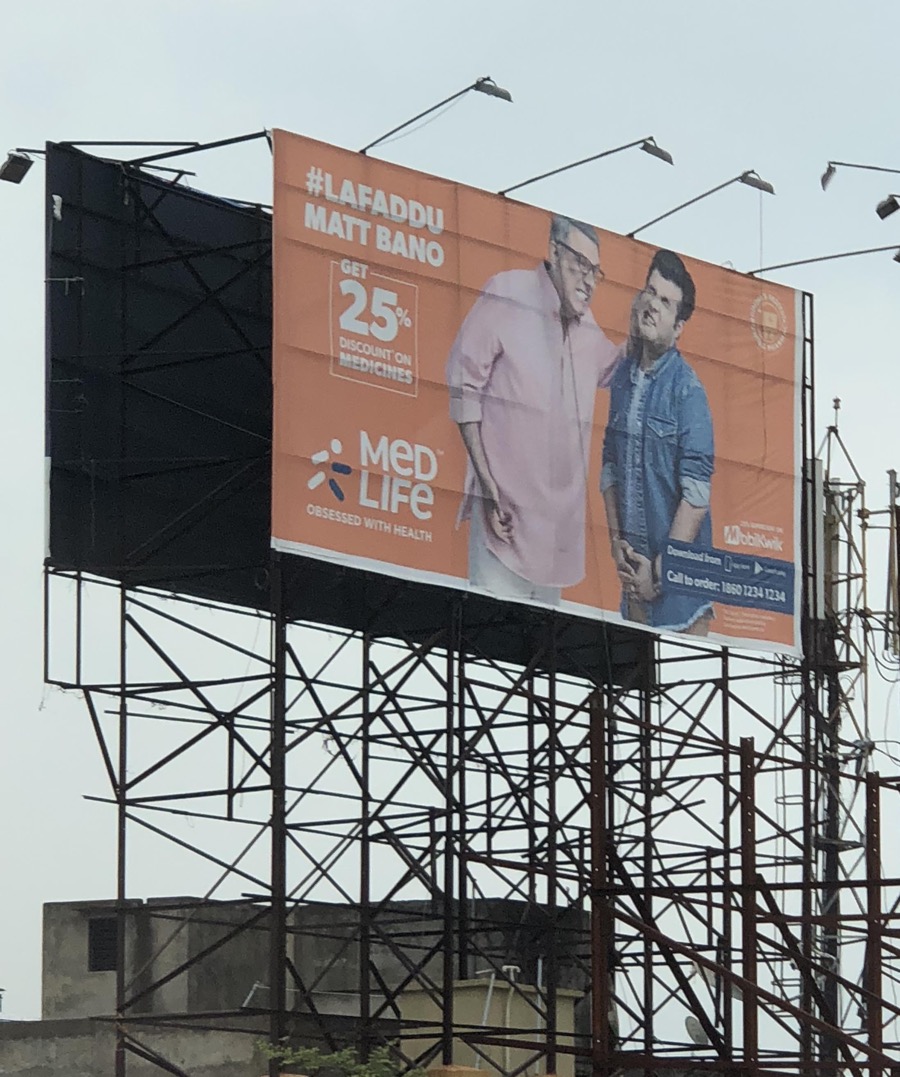 #LAFADDU
MATT BANO
GET
25%
DISCOUNT ON
MEDICINES
MED
LIFe
OBSESSED WITH HEALTH
MobiKwik
Download from
Call to order: 1860 1234 1234